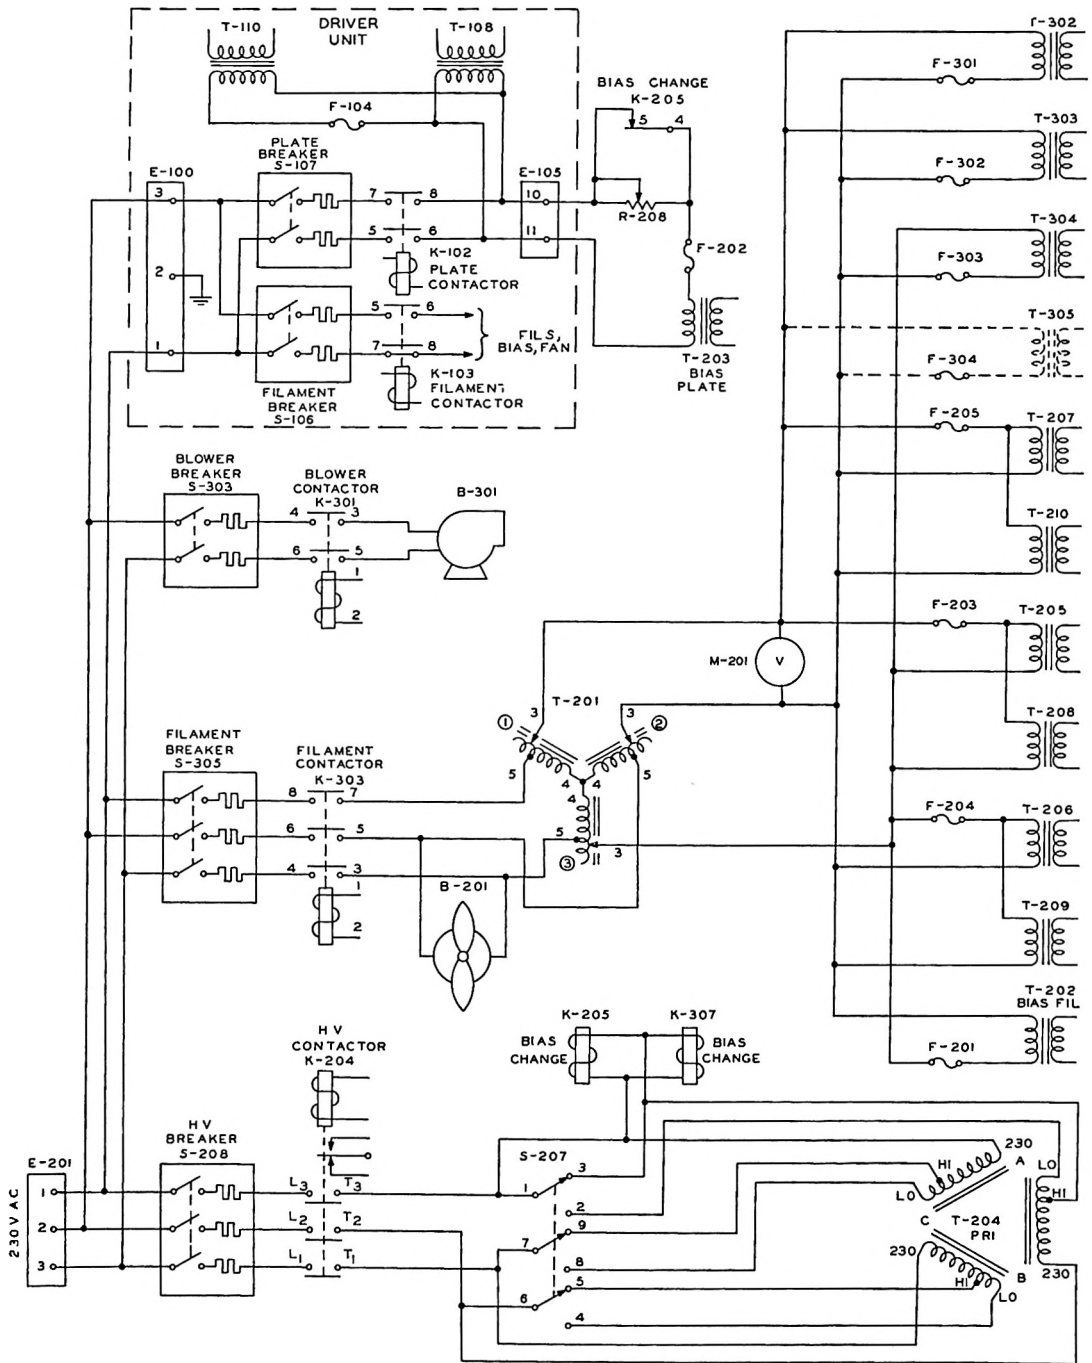 DRIVER
UNIT
T-110
T-108
F-104
PLATE
BREAKER
S-107
E-100
3
2
1
7
8
5
6
K-102
PLATE
CONTACTOR
E-105
10
11
5
6
7
8
FILS,
BIAS, FAN
K-103
FILAMENT
CONTACTOR
FILAMENT
BREAKER
S-106
BIAS CHANGE
K-205
5
4
R-208
F-202
T-203
BIAS
PLATE
T-302
F-301
T-303
F-302
T-304
F-303
T-305
F-304
F-205
T-207
T-210
F-203
T-205
T-208
F-204
T-206
T-209
T-202
BIAS FIL
F-201
BLOWER
BREAKER
S-303
BLOWER
CONTACTOR
K-301
4
3
6
5
1
2
B-301
M-201
V
T-201
1
3
3
2
5
4
4
5
4
5
3
3
FILAMENT
BREAKER
S-305
FILAMENT
CONTACTOR
K-303
8
7
6
5
4
3
1
2
B-201
K-205
K-307
BIAS
CHANGE
BIAS
CHANGE
HV
CONTACTOR
K-204
HV
BREAKER
S-208
E-201
230V AC
1
2
3
L3
T3
L2
T2
L1
T1
S-207
1
3
2
7
9
8
6
5
4
230
A
LO
HI
HI
LO
C
T-204
PRI
230
B
230
HI
LO